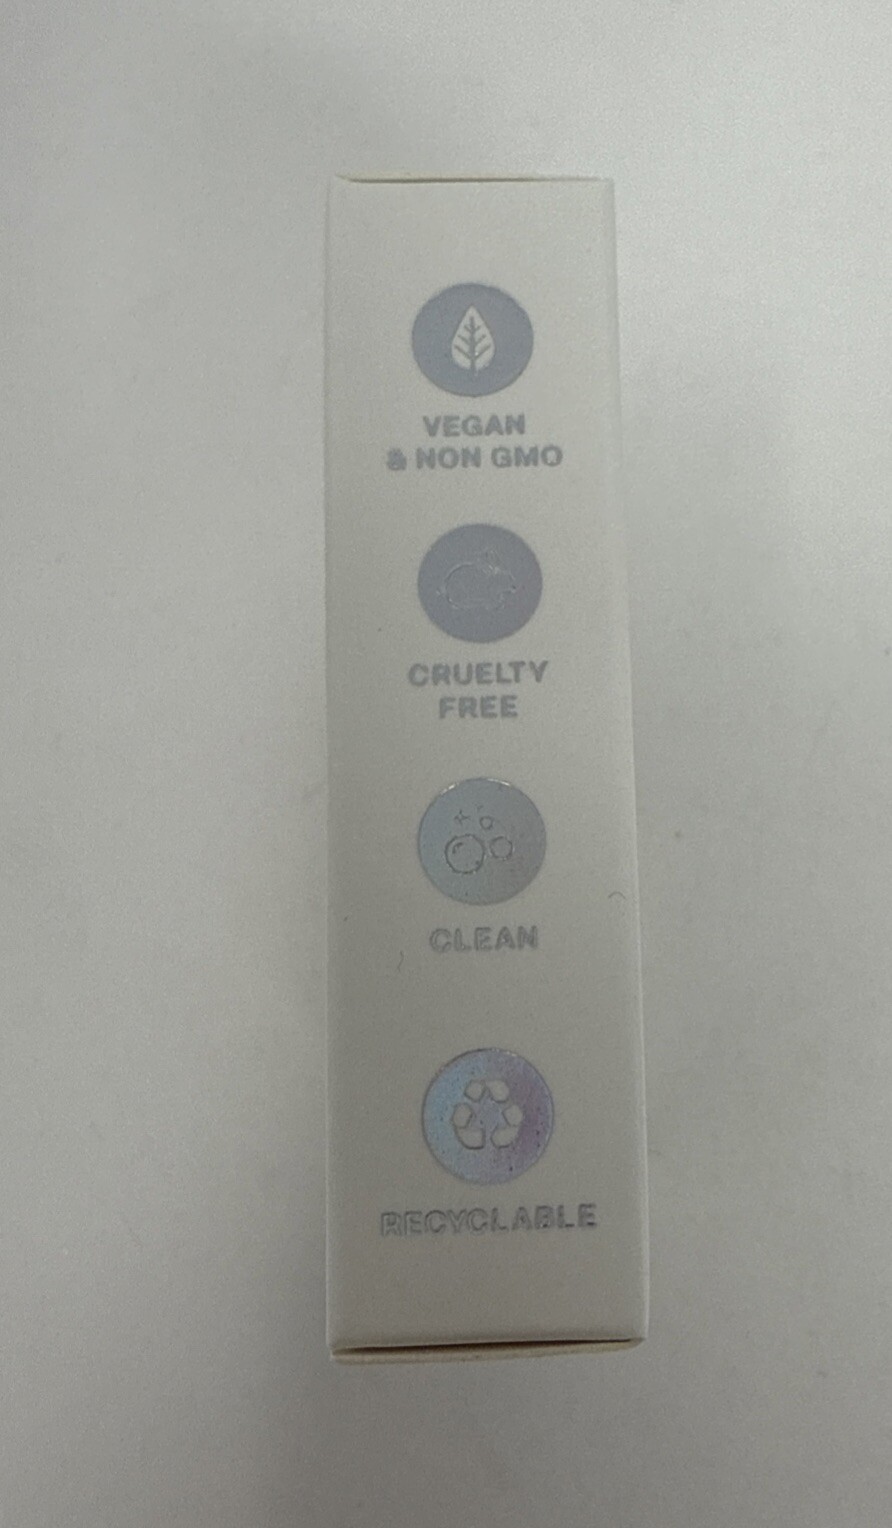 VEGAN
& NON GMO
CRUELTY
FREE
CLEAN
RECYCLABLE